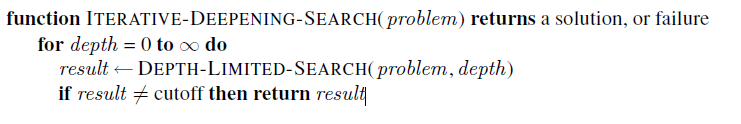 function ITERATIVE-DEEPENING-SEARCH(problem) returns a solution, or failure
for depth = 0 to ∞ do
result ← DEPTH-LIMITED-SEARCH(problem, depth)
if result ≠ cutoff then return result